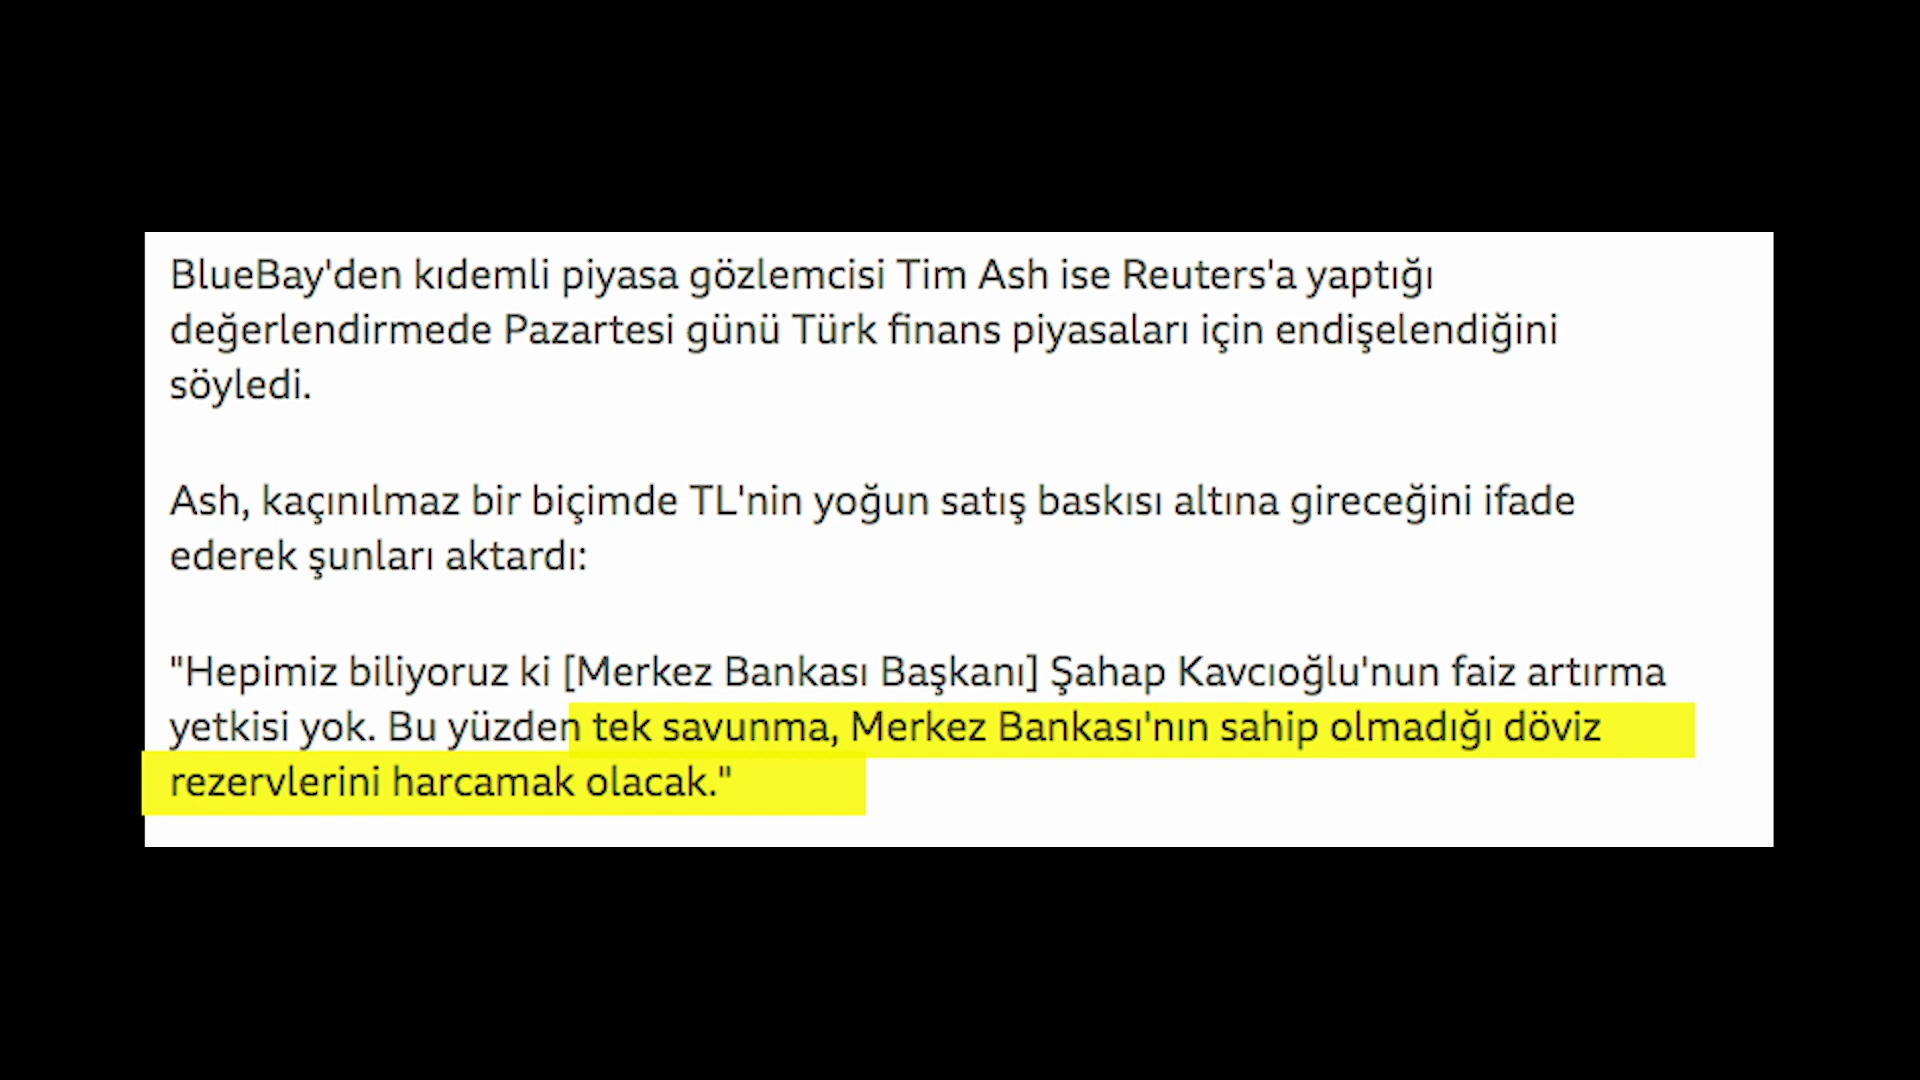 BlueBay'den kıdemli piyasa gözlemcisi Tim Ash ise Reuters'a yaptığı
değerlendirmede Pazartesi günü Türk finans piyasaları için endişelendiğini
söyledi.
Ash, kaçınılmaz bir biçimde TL'nin yoğun satış baskısı altına gireceğini ifade
ederek şunları aktardı:
"Hepimiz biliyoruz ki [Merkez Bankası Başkanı] Şahap Kavcıoğlu'nun faiz artırma
yetkisi yok. Bu yüzden tek savunma, Merkez Bankası'nın sahip olmadığı döviz
rezervlerini harcamak olacak."